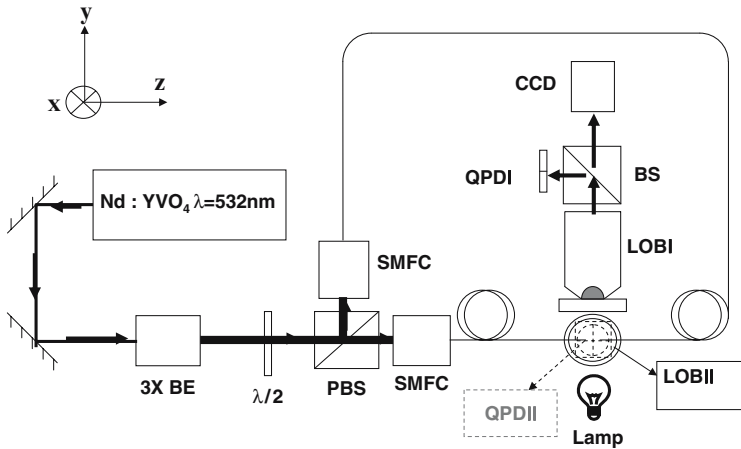 y
z
x
CCD
QPDI
BS
Nd : YVO₄ λ=532nm
LOBI
SMFC
3X BE
λ/2
PBS
SMFC
LOBII
QPDII
Lamp